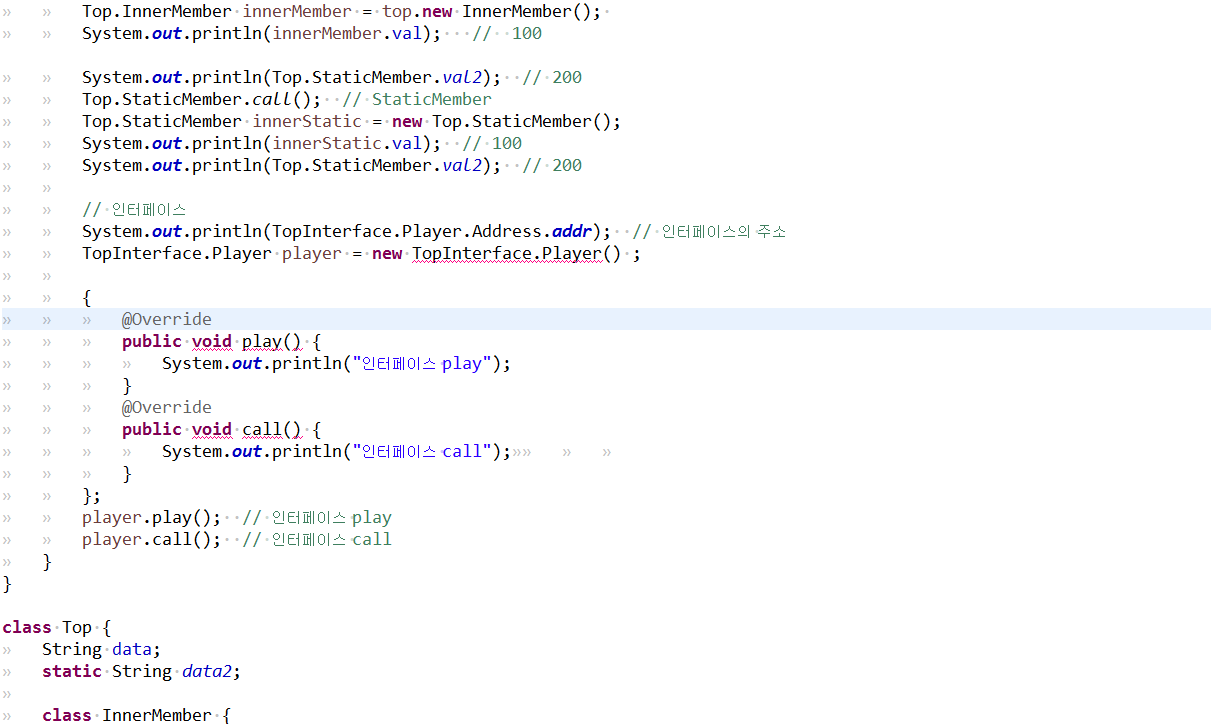 Top.InnerMember innerMember = top.new InnerMember();
System.out.println(innerMember.val);   //  100
System.out.println(Top.StaticMember.val2);  // 200
Top.StaticMember.call();  // StaticMember
Top.StaticMember innerStatic = new Top.StaticMember();
System.out.println(innerStatic.val);  // 100
System.out.println(Top.StaticMember.val2);  // 200
// 인터페이스
System.out.println(TopInterface.Player.Address.addr);  // 인터페이스의 주소
TopInterface.Player player = new TopInterface.Player() ;
{
@Override
public void play() {
System.out.println("인터페이스 play");
}
@Override
public void call() {
System.out.println("인터페이스 call");
}
};
player.play();  // 인터페이스 play
player.call();  // 인터페이스 call
}
}
class Top {
String data;
static String data2;
class InnerMember {